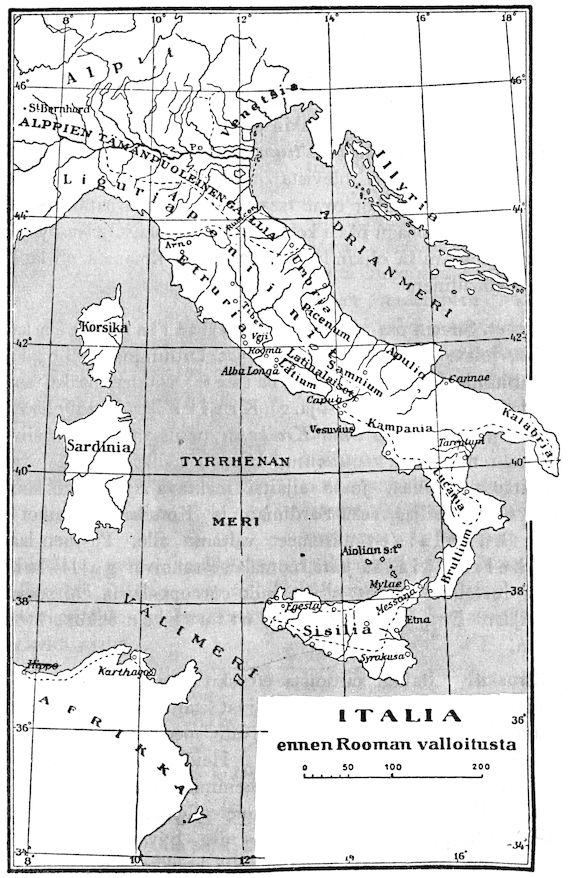 8°
10°
12°
14°
16°
46°
46°
Alpit
St Bernhard
Venetsia
ALPPIEN TÄMÄNPUOLEINEN GALLIA
Po
Liguria
Illyria
44°
44°
Apenniinit
ADRIANMERI
Arno
Etruria
Umbria
Picenum
Tiber
Korsika
Veji
42°
42°
Rooma
Samnium
Apulia
Alba Longa
Latium
Cannae
Capua
Kampania
Kalabria
Vesuvius
Sardinia
Tarentum
TYRRHENAN
40°
40°
Lucania
MERI
Bruttium
Aiolian s:t
Mylae
38°
38°
Messana
VÄLIMERI
Egesta
Etna
Sisilia
Hippo
Karthago
Syrakusa
36°
36°
AFRIKKA
ITALIA
ennen Rooman valloitusta
0 50 100 200
34°
34°
8°
10°
12°
14°
16°